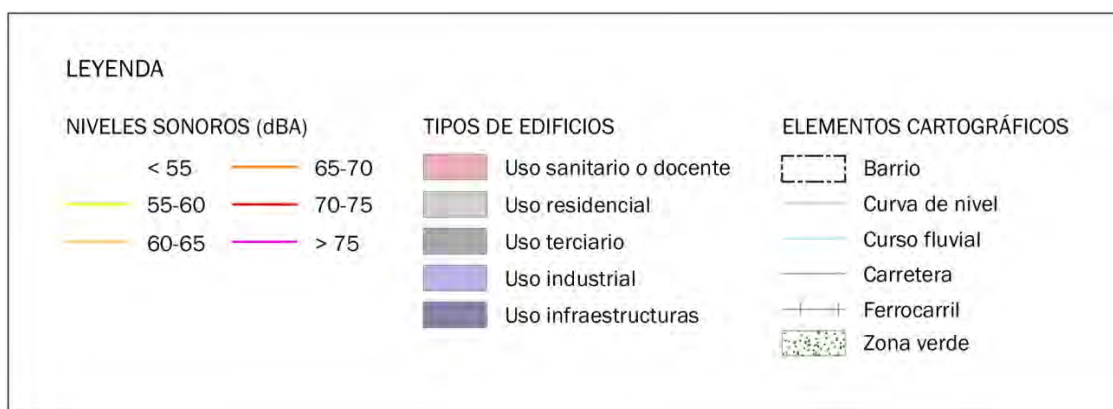 LEYENDA
NIVELES SONOROS (dBA)
< 55
65-70
55-60
70-75
60-65
> 75
TIPOS DE EDIFICIOS
Uso sanitario o docente
Uso residencial
Uso terciario
Uso industrial
Uso infraestructuras
ELEMENTOS CARTOGRÁFICOS
Barrio
Curva de nivel
Curso fluvial
Carretera
Ferrocarril
Zona verde